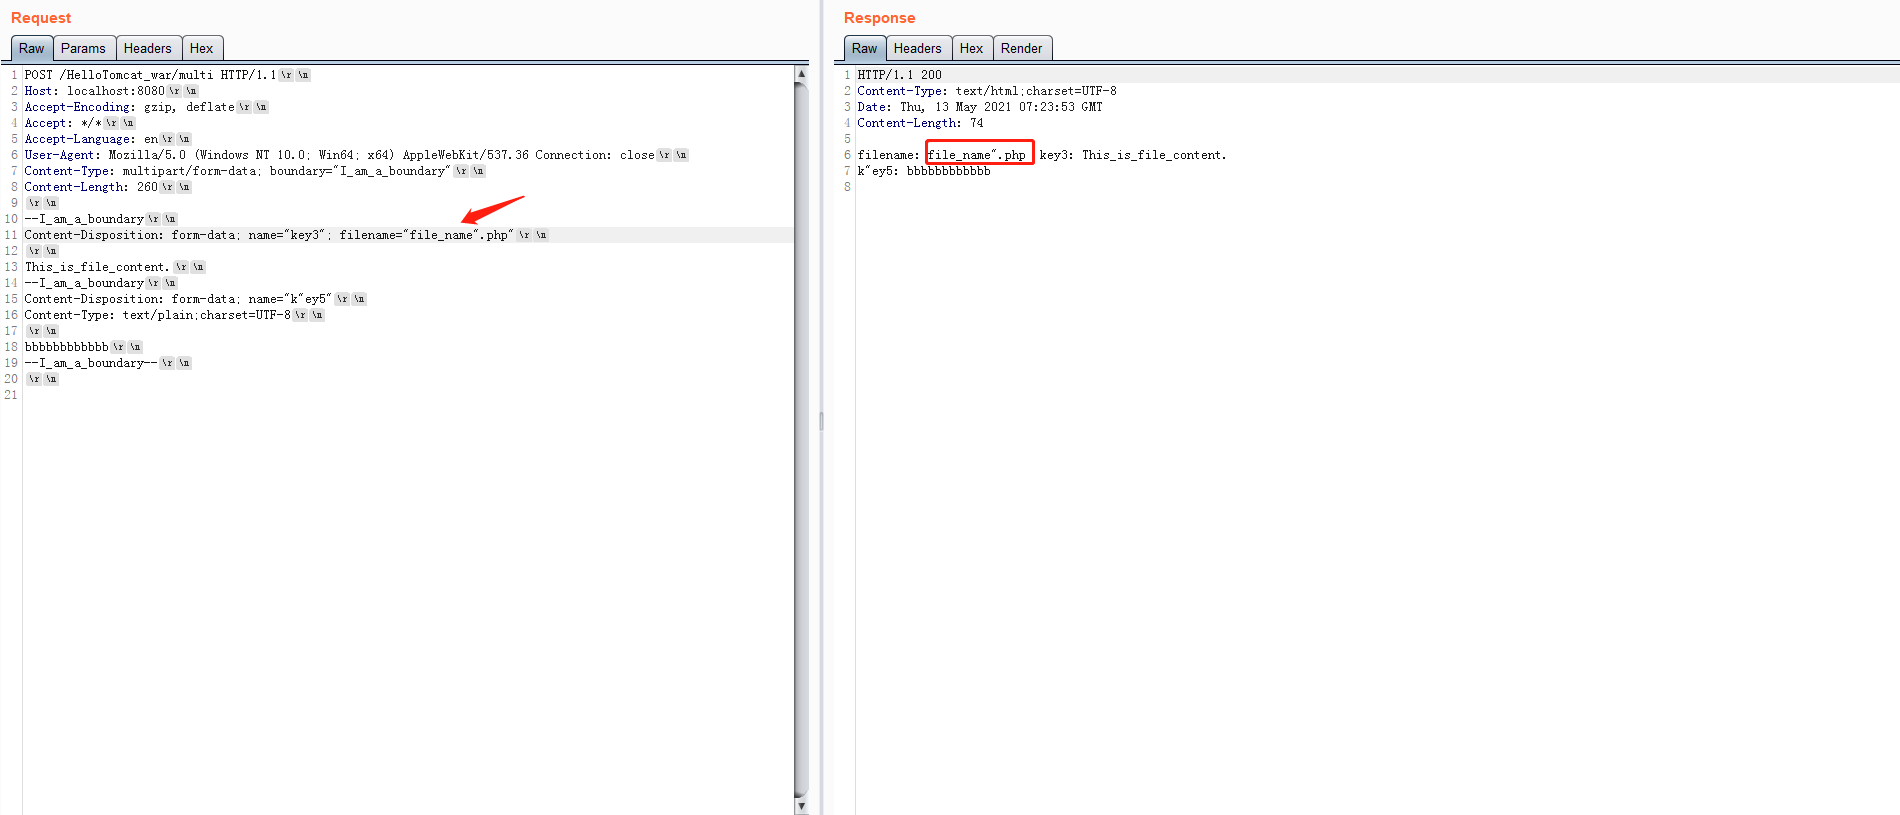 Request
Raw Params Headers Hex
1 POST /HelloTomcat_war/multi HTTP/1.1\r\n
2 Host: localhost:8080\r\n
3 Accept-Encoding: gzip, deflate\r\n
4 Accept: */*\r\n
5 Accept-Language: en\r\n
6 User-Agent: Mozilla/5.0 (Windows NT 10.0; Win64; x64) AppleWebKit/537.36 Connection: close\r\n
7 Content-Type: multipart/form-data; boundary="I_am_a_boundary"\r\n
8 Content-Length: 260\r\n
9 \r\n
10 --I_am_a_boundary\r\n
11 Content-Disposition: form-data; name="key3"; filename="file_name".php"\r\n
12 \r\n
13 This_is_file_content.\r\n
14 --I_am_a_boundary\r\n
15 Content-Disposition: form-data; name="k"ey5"\r\n
16 Content-Type: text/plain;charset=UTF-8\r\n
17 \r\n
18 bbbbbbbbbbbb\r\n
19 --I_am_a_boundary--\r\n
20 \r\n
21
Response
Raw Headers Hex Render
1 HTTP/1.1 200
2 Content-Type: text/html;charset=UTF-8
3 Date: Thu, 13 May 2021 07:23:53 GMT
4 Content-Length: 74
5
6 filename: file_name".php key3: This_is_file_content.
7 k"ey5: bbbbbbbbbbbb
8